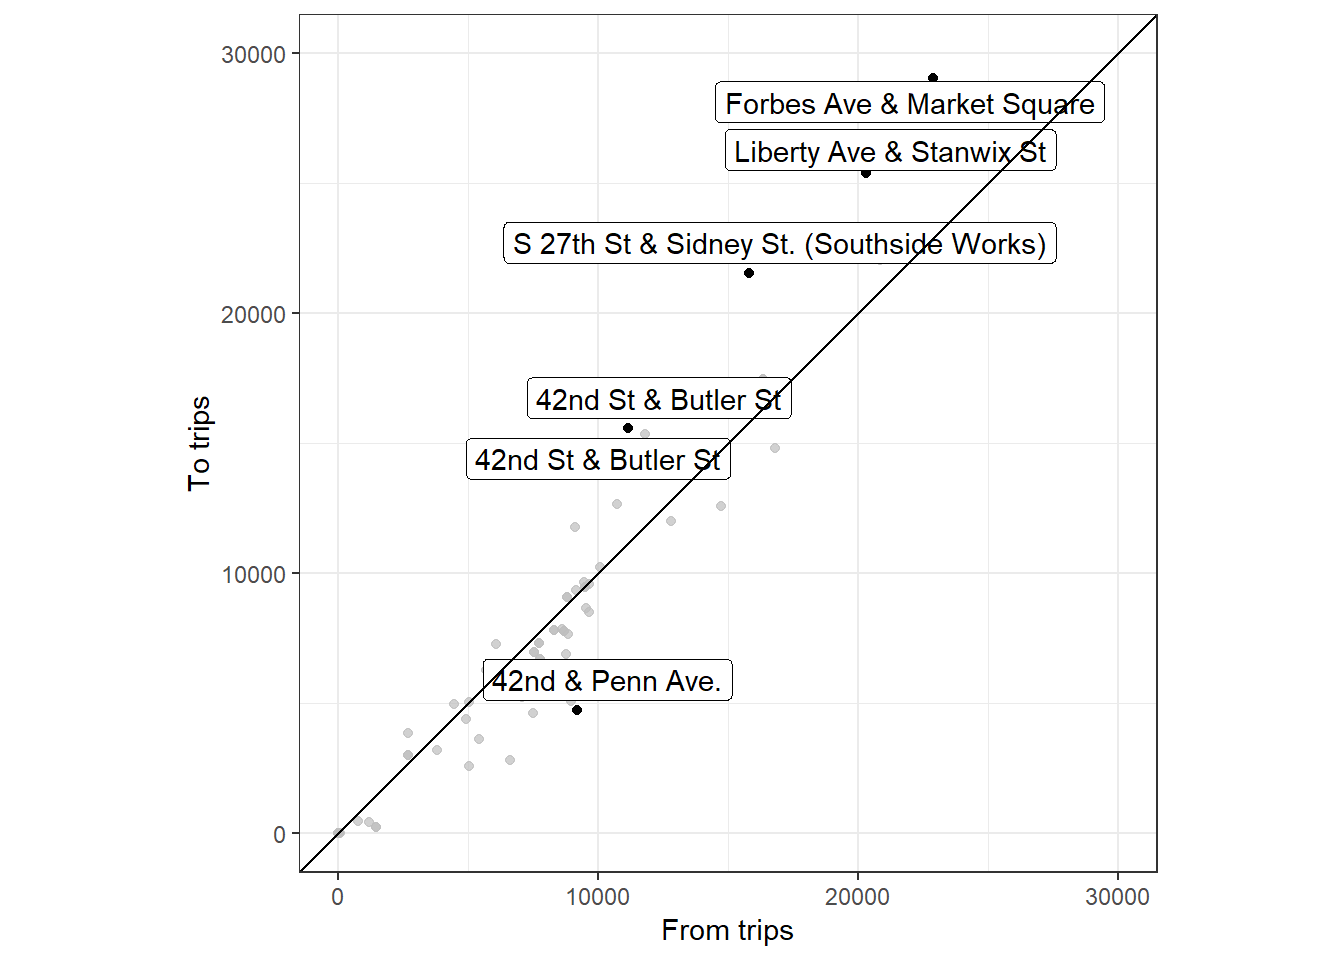 30000
20000
10000
0
To trips
Forbes Ave & Market Square
Liberty Ave & Stanwix St
S 27th St & Sidney St. (Southside Works)
42nd St & Butler St
42nd St & Butler St
42nd & Penn Ave.
0
10000
20000
30000
From trips